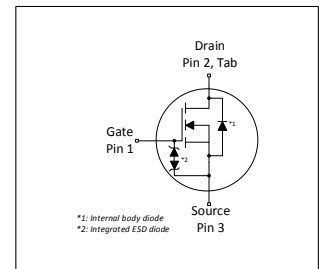 Drain
Pin 2, Tab
*1
Gate
Pin 1
*2
Source
Pin 3
*1: Internal body diode
*2: Integrated ESD diode